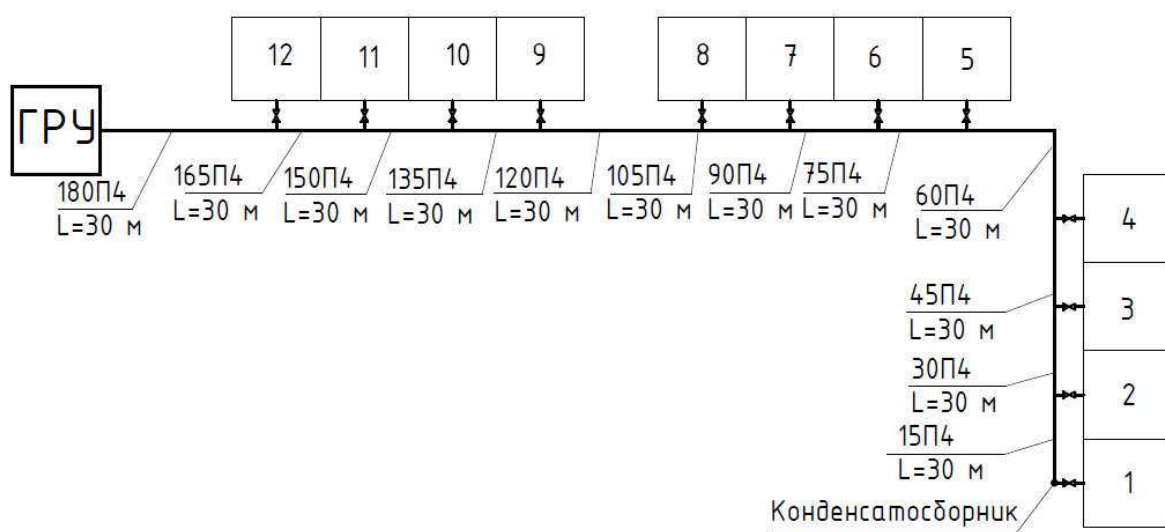 12 11 10 9 8 7 6 5
ГРУ
180П4
L=30 м
165П4
L=30 м
150П4
L=30 м
135П4
L=30 м
120П4
L=30 м
105П4
L=30 м
90П4
L=30 м
75П4
L=30 м
60П4
L=30 м
4
45П4
L=30 м
3
30П4
L=30 м
2
15П4
L=30 м
1
Конденсатосборник